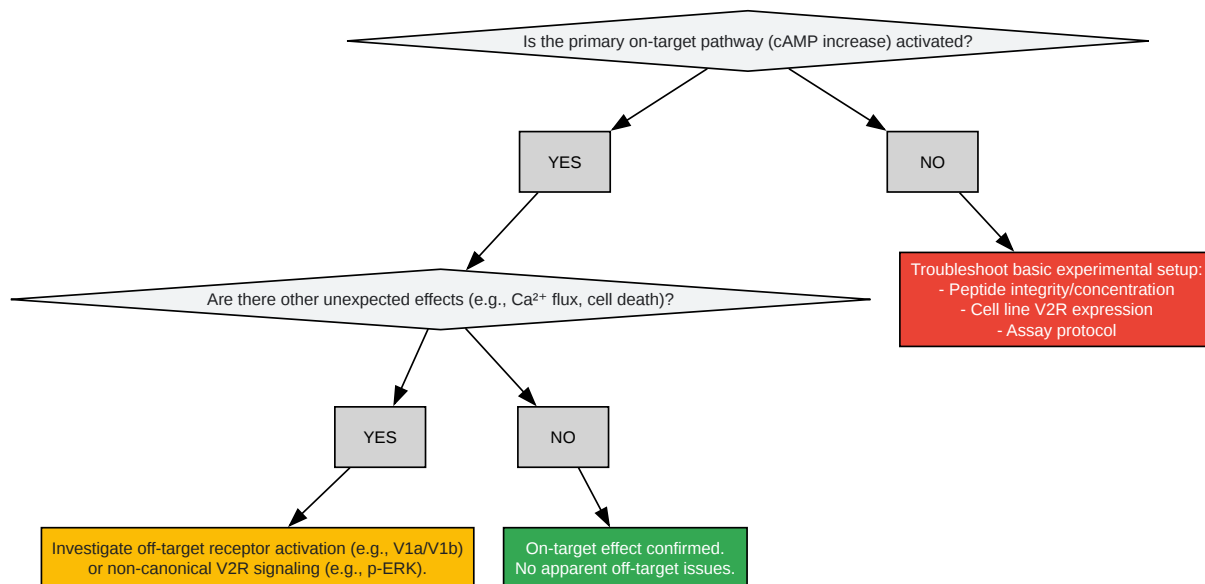 Is the primary on-target pathway (cAMP increase) activated?
YES
NO
Troubleshoot basic experimental setup:
- Peptide integrity/concentration
- Cell line V2R expression
- Assay protocol
Are there other unexpected effects (e.g., Ca²⁺ flux, cell death)?
YES
NO
Investigate off-target receptor activation (e.g., V1a/V1b)
or non-canonical V2R signaling (e.g., p-ERK).
On-target effect confirmed.
No apparent off-target issues.